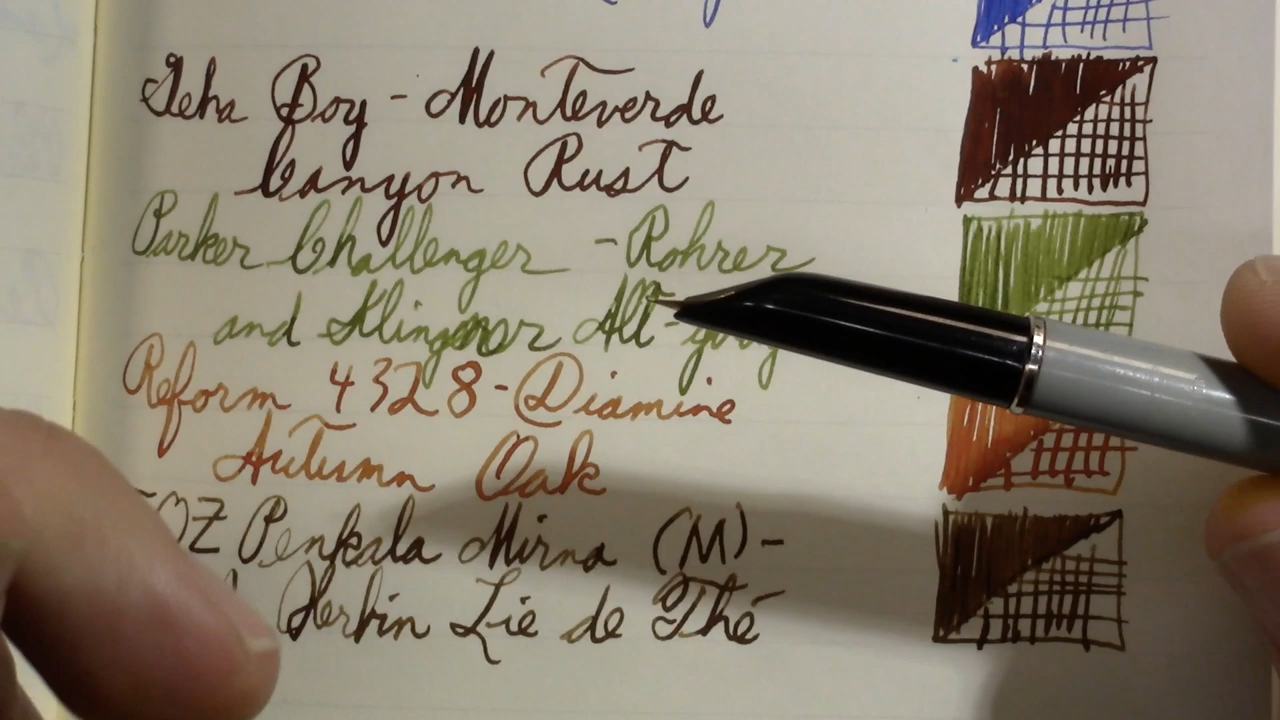 Geha Boy - Monteverde
Canyon Rust
Parker Challenger - Rohrer
and Klingner Alt-
Reform 4328 - Diamine
Autumn Oak
OZ Penkala Mirna (M) -
Herbin Lie de Thé